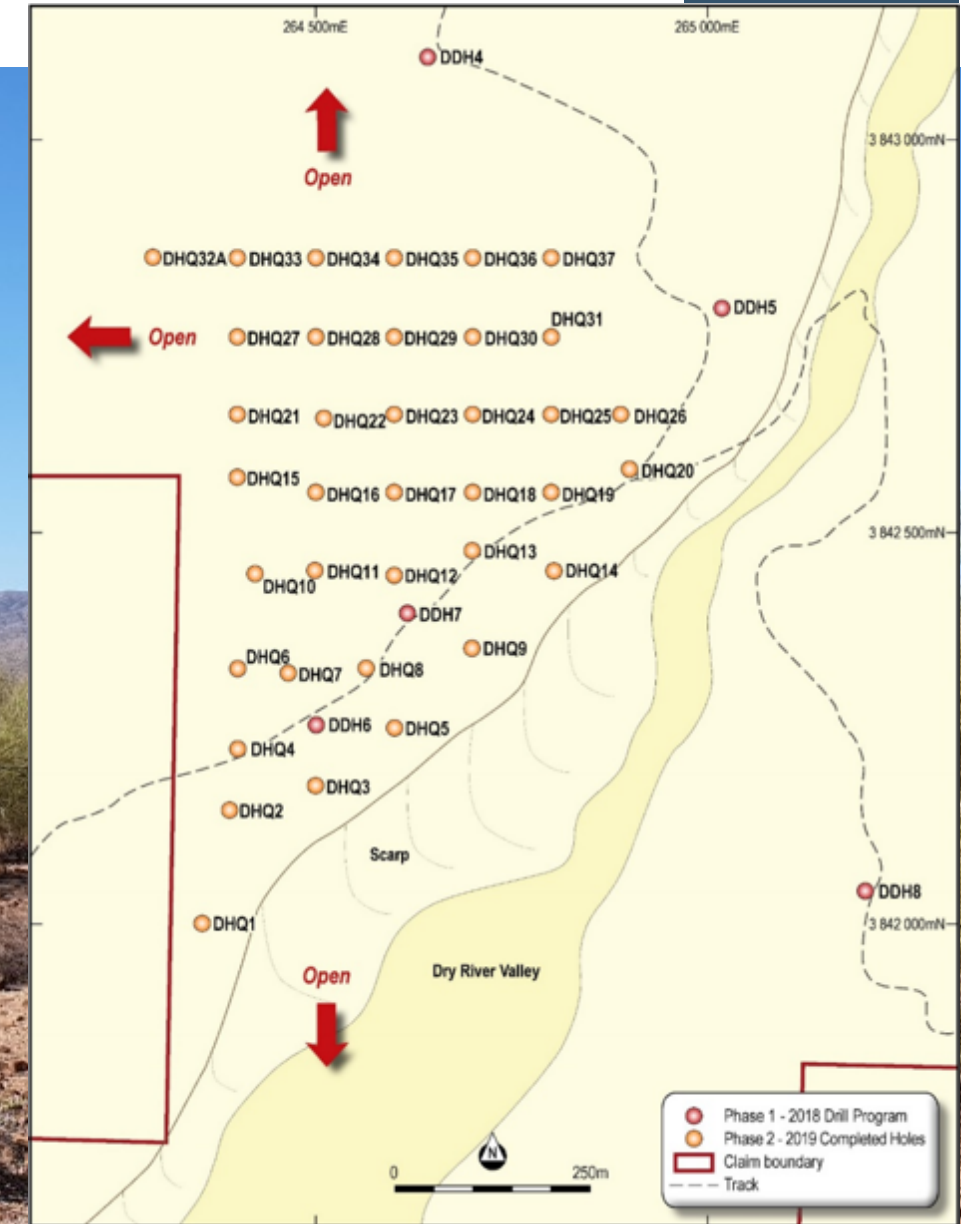 264 500mE 265 000mE
DDH4
3 843 000mN
Open
DHQ32A DHQ33 DHQ34 DHQ35 DHQ36 DHQ37
DDH5
DHQ31
Open DHQ27 DHQ28 DHQ29 DHQ30
DHQ21 DHQ22 DHQ23 DHQ24 DHQ25 DHQ26
DHQ20
DHQ15
DHQ16 DHQ17 DHQ18 DHQ19
3 842 500mN
DHQ13
DHQ10 DHQ11 DHQ12 DHQ14
DDH7
DHQ9
DHQ6
DHQ7 DHQ8
DDH6 DHQ5
DHQ4
DHQ3
DHQ2
Scarp
DDH8
DHQ1
3 842 000mN
Open
Dry River Valley
Phase 1 - 2018 Drill Program
Phase 2 - 2019 Completed Holes
Claim boundary
Track
N
0 250m